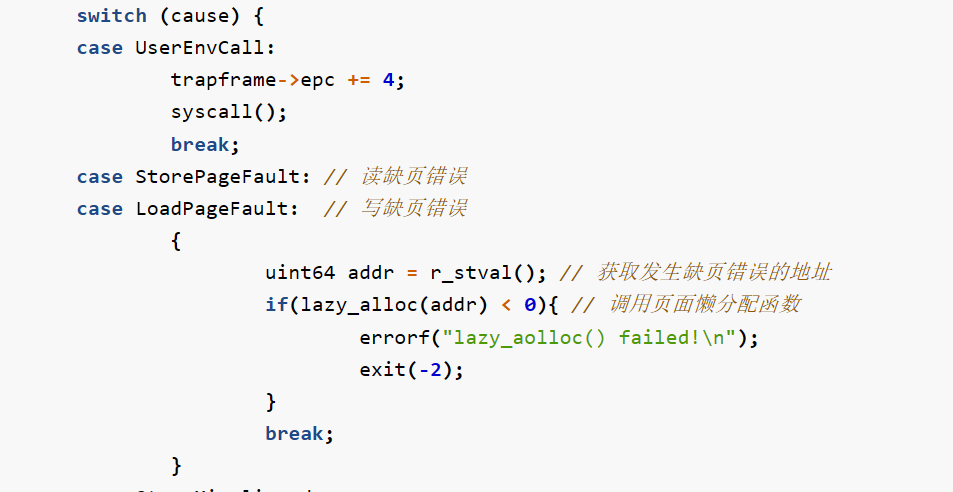 switch (cause) {
case UserEnvCall:
trapframe->epc += 4;
syscall();
break;
case StorePageFault: // 读缺页错误
case LoadPageFault:  // 写缺页错误
{
uint64 addr = r_stval(); // 获取发生缺页错误的地址
if(lazy_alloc(addr) < 0){ // 调用页面懒分配函数
errorf("lazy_aolloc() failed!\n");
exit(-2);
}
break;
}